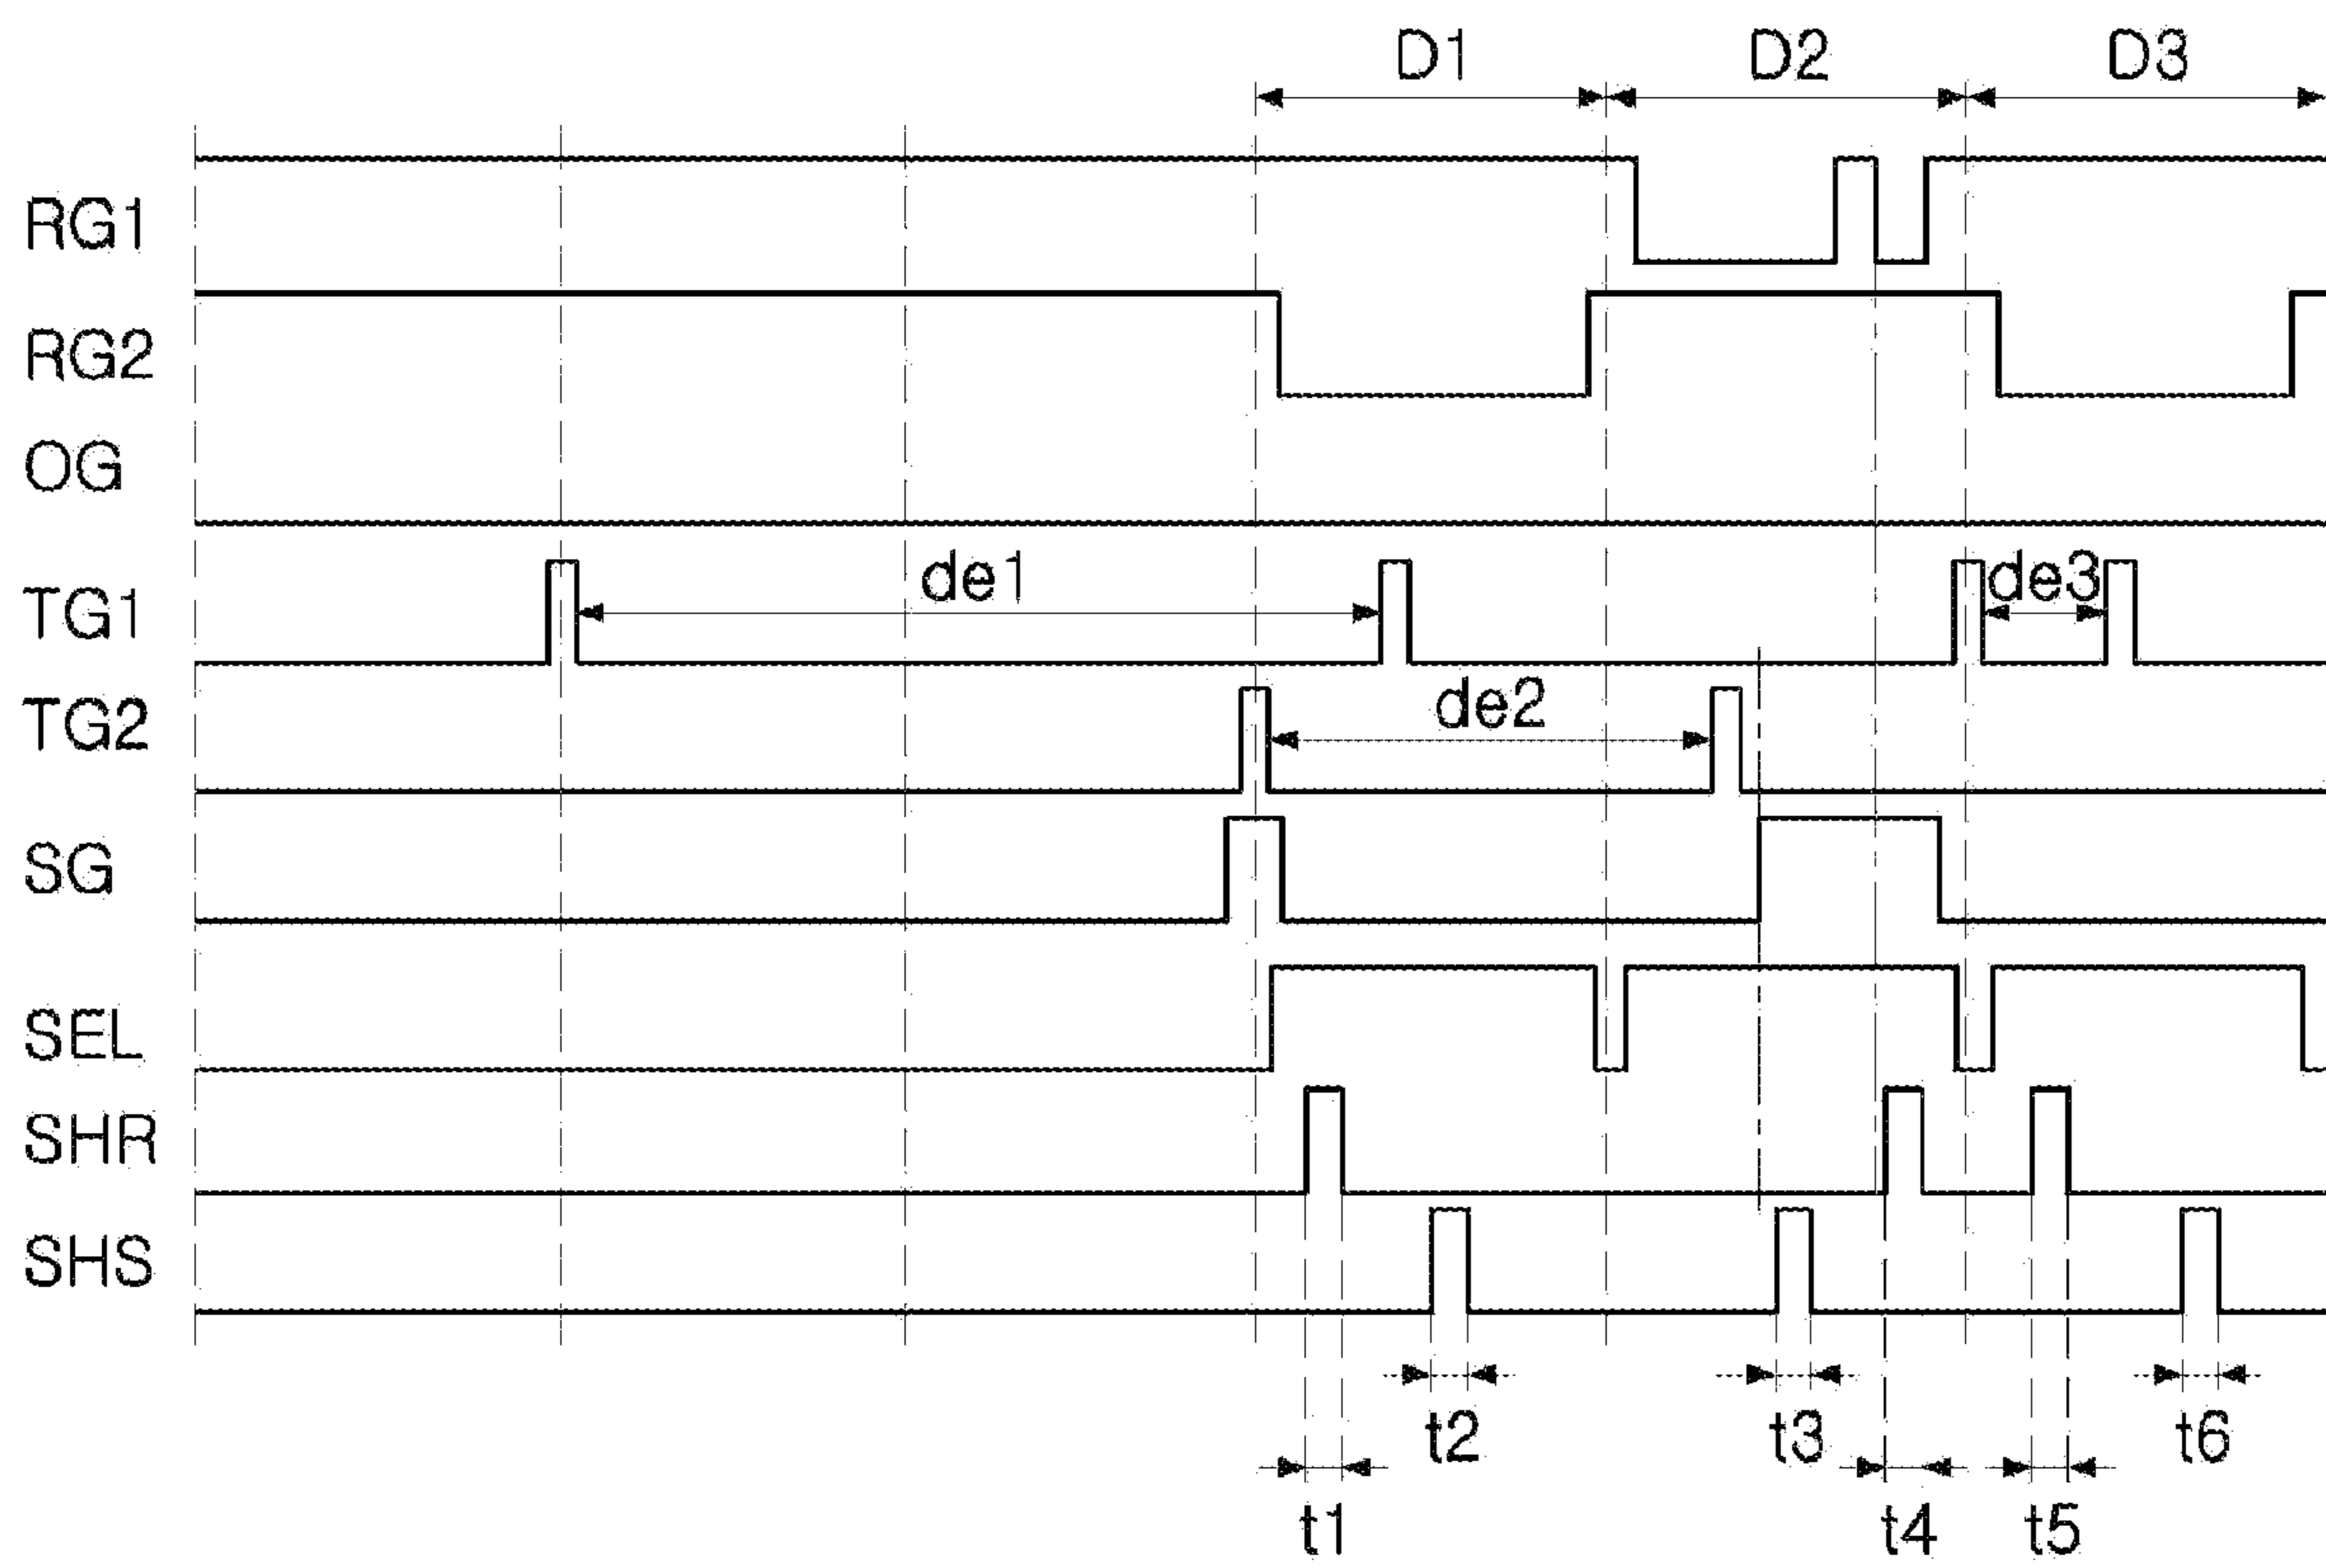 D1 D2 D3
RG1
RG2
OG
TG1 de1 de3
TG2 de2
SG
SEL
SHR
SHS
t2 t3 t6
t1 t4 t5